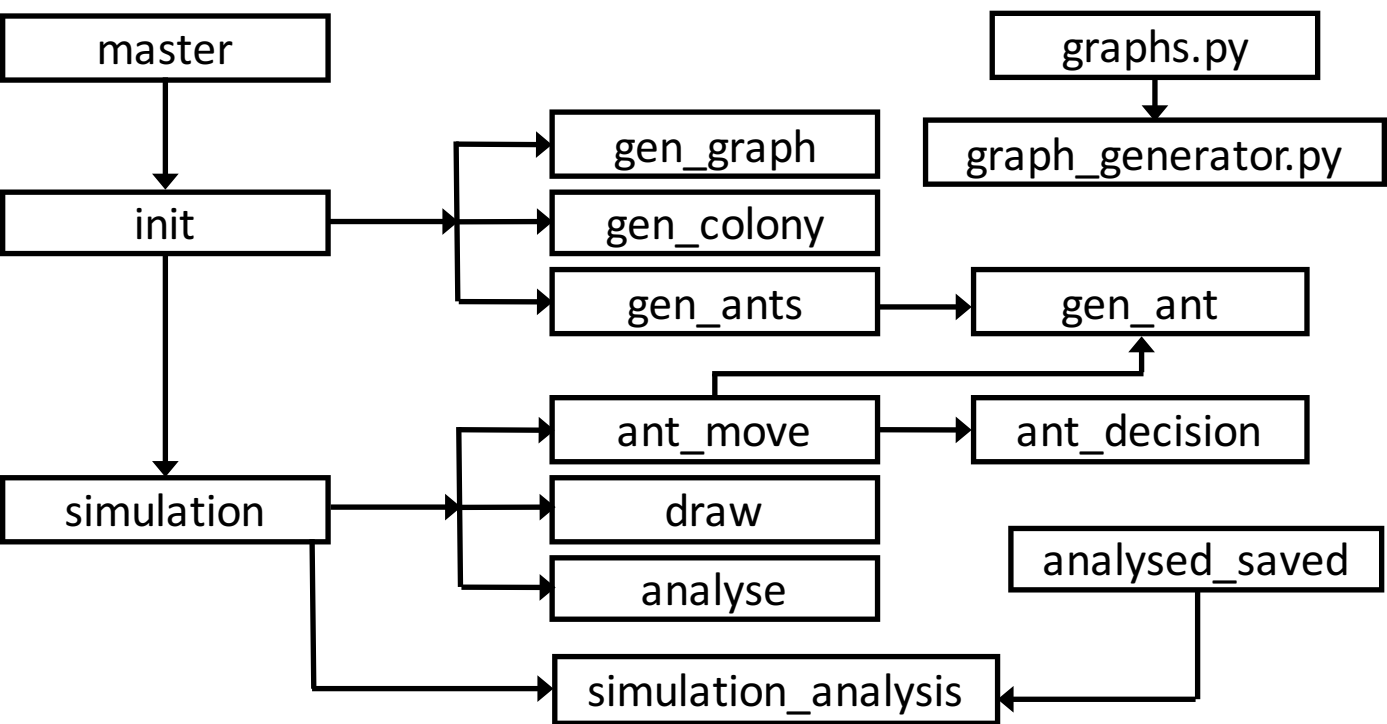 master
graphs.py
gen_graph
graph_generator.py
init
gen_colony
gen_ants
gen_ant
ant_move
ant_decision
simulation
draw
analysed_saved
analyse
simulation_analysis